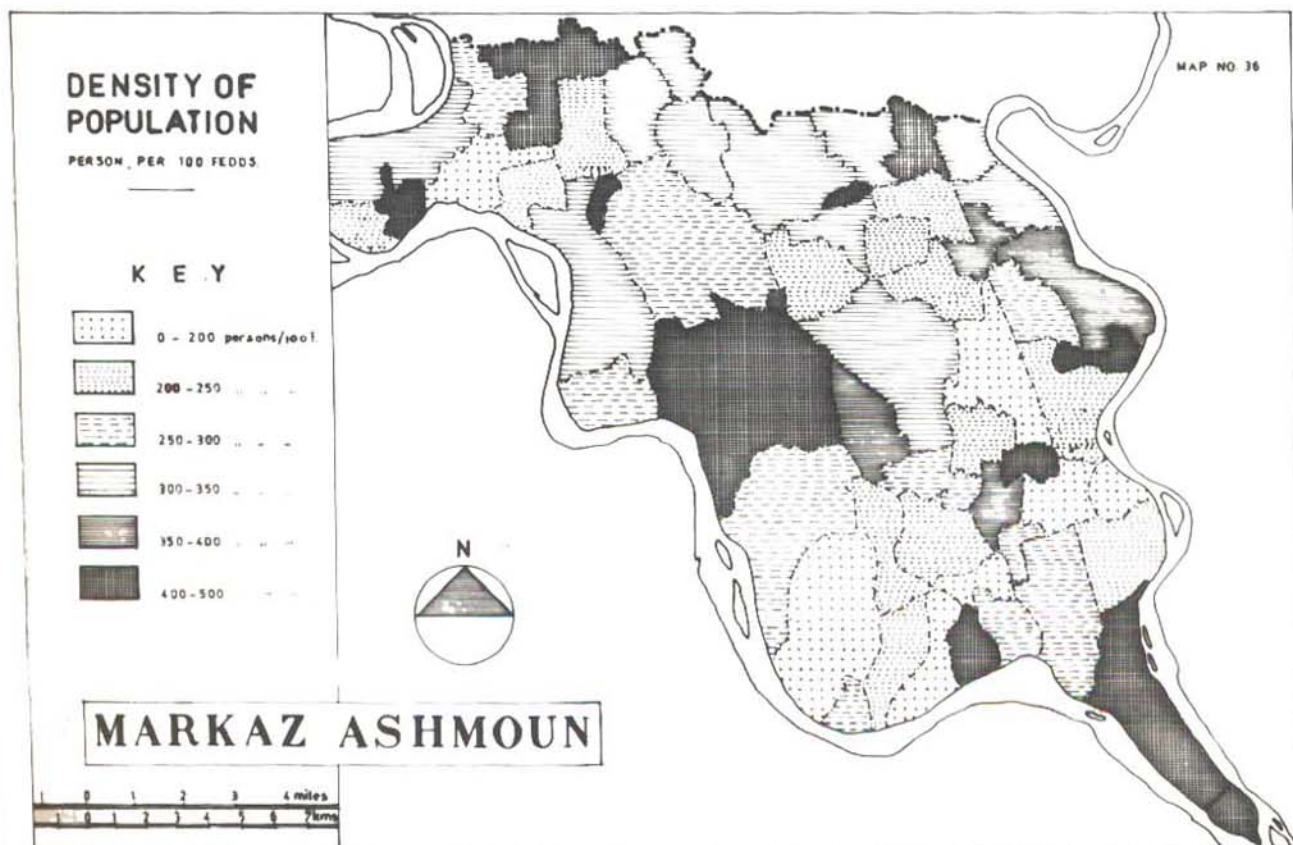 DENSITY OF
POPULATION
PERSON. PER 100 FEDDS.
MAP NO. 36
K E Y
0 - 200 persons/100f.
200 - 250 " " "
250 - 300 " " "
300 - 350 " " "
350 - 400 " " "
400 - 500 " " "
N
MARKAZ ASHMOUN
1 0 1 2 3 4 miles
1 0 1 2 3 4 5 6 7 kms